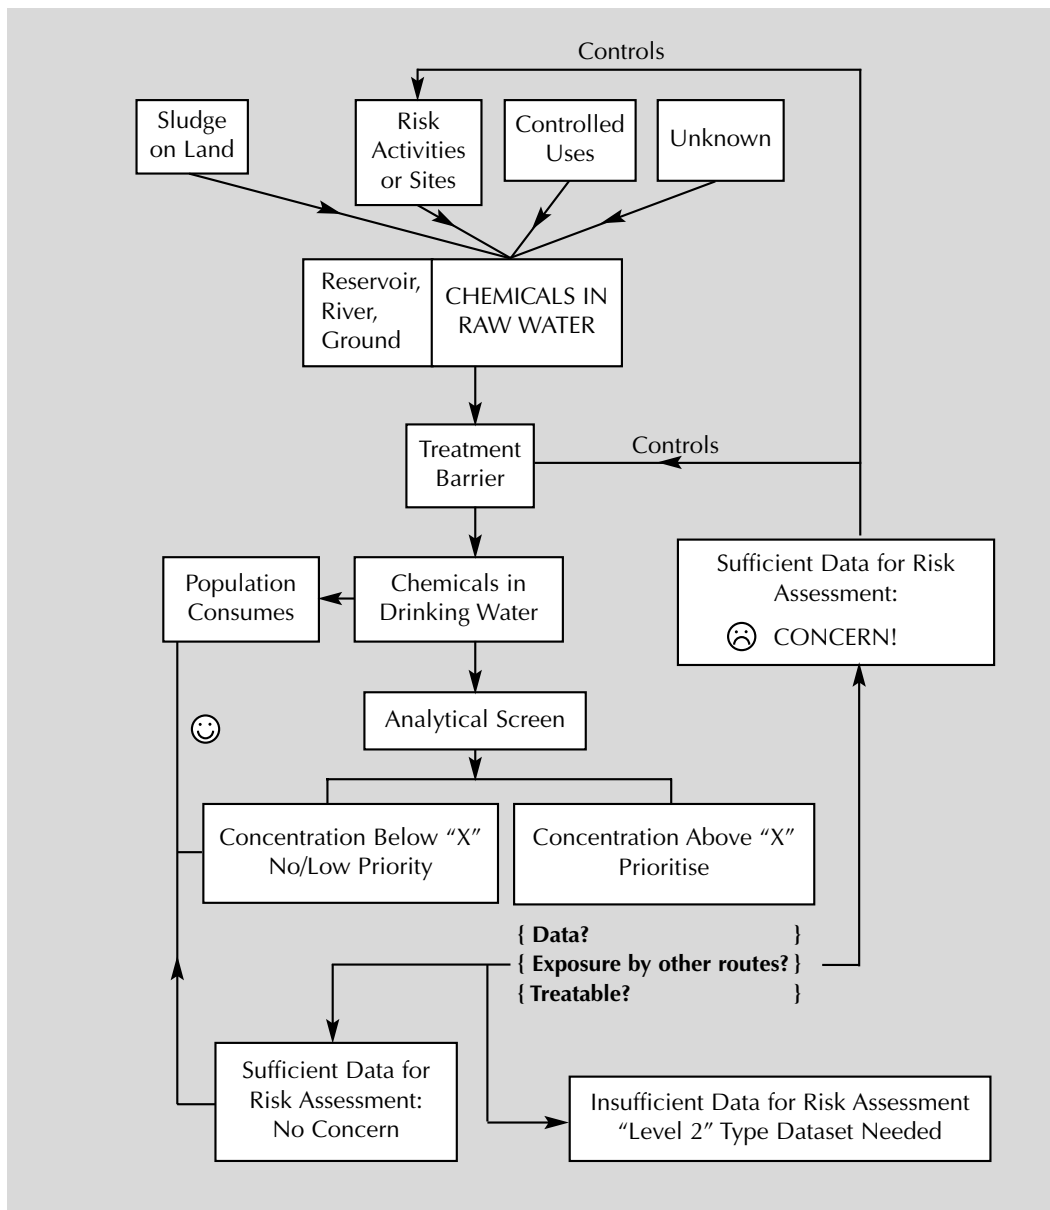 Controls
Sludge
on Land
Risk
Activities
or Sites
Controlled
Uses
Unknown
Reservoir,
River,
Ground
CHEMICALS IN
RAW WATER
Treatment
Barrier
Controls
Population
Consumes
Chemicals in
Drinking Water
Sufficient Data for Risk
Assessment:
CONCERN!
Analytical Screen
Concentration Below “X”
No/Low Priority
Concentration Above “X”
Prioritise
{ Data? }
{ Exposure by other routes? }
{ Treatable? }
Sufficient Data for
Risk Assessment:
No Concern
Insufficient Data for Risk Assessment
“Level 2” Type Dataset Needed